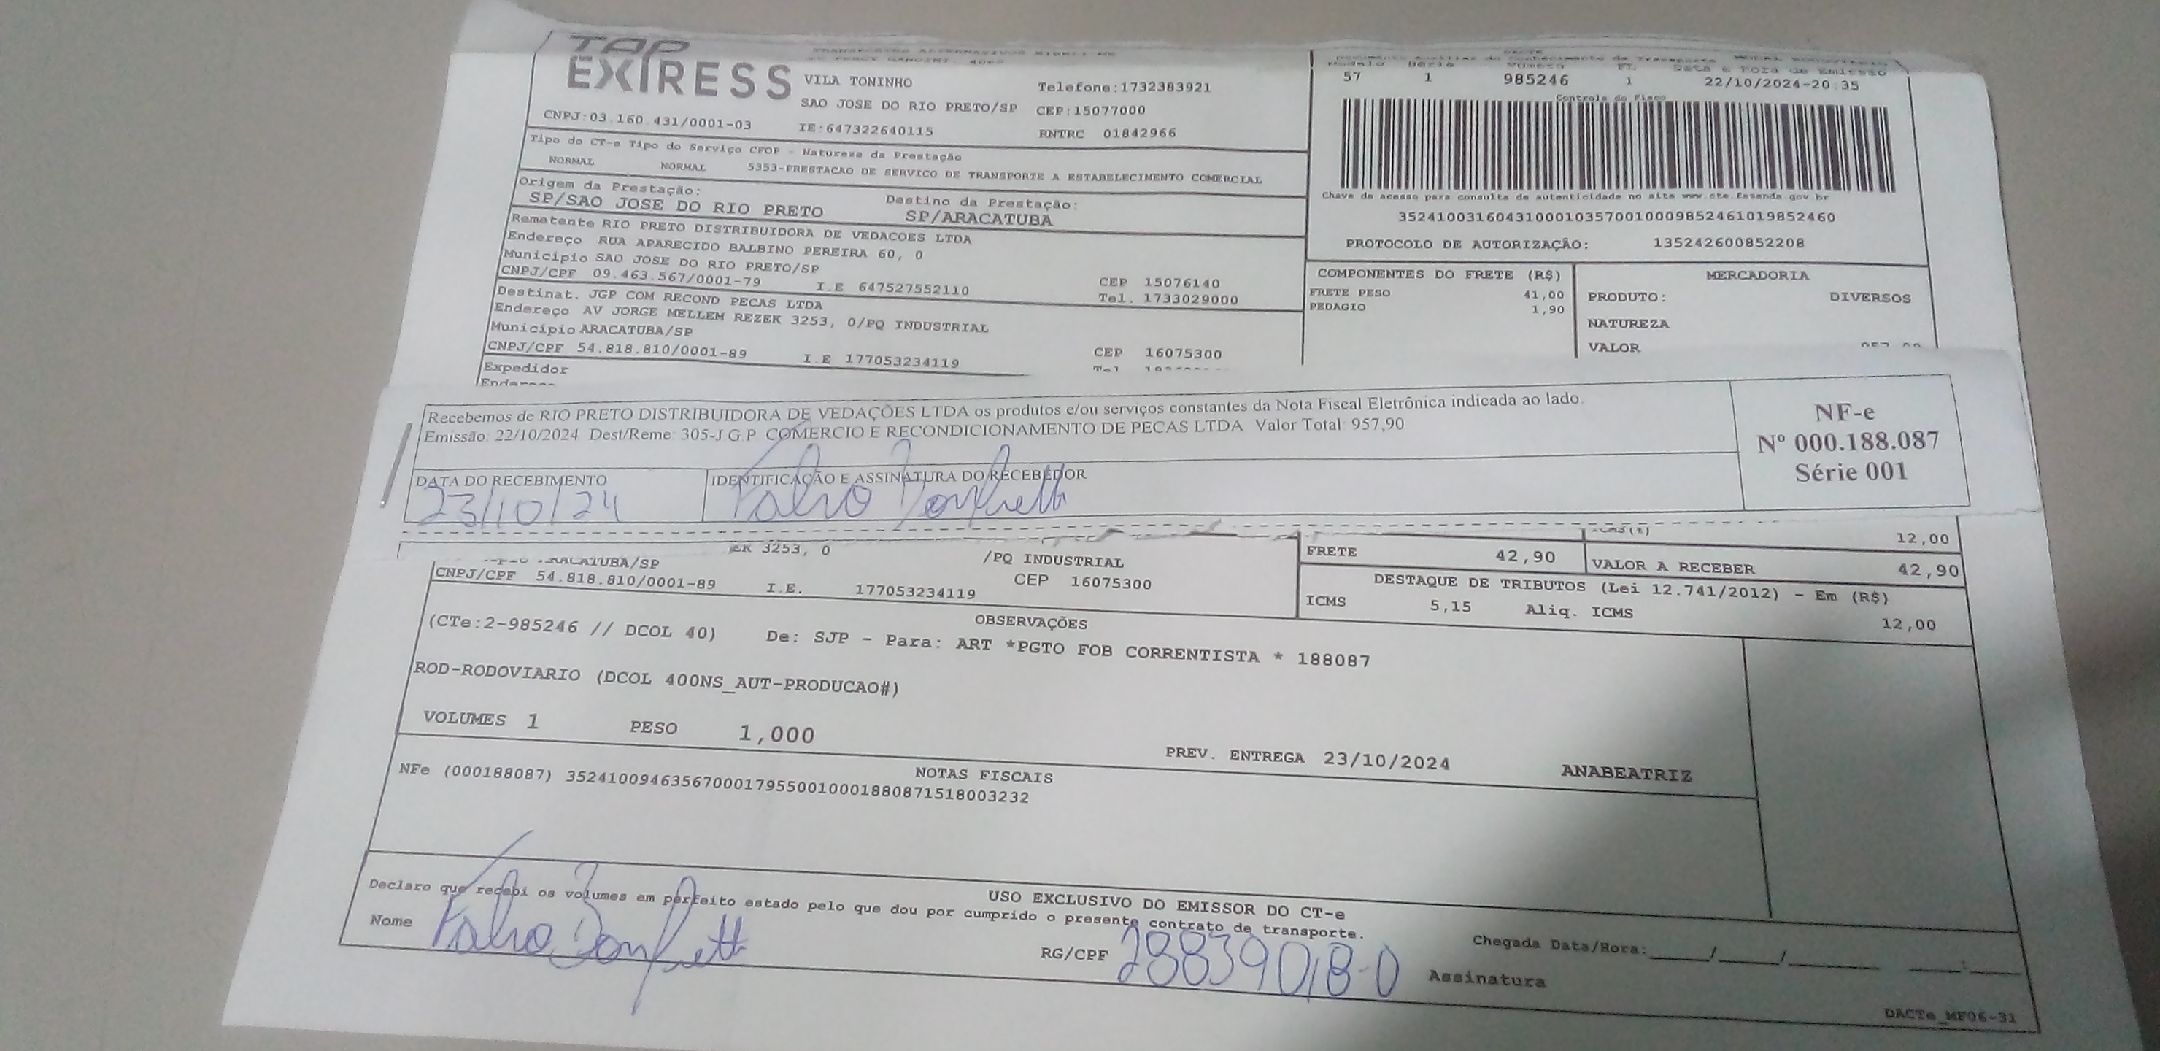 TAP
EXPRESS
VILA TONINHO
Telefone:1732383921
SAO JOSE DO RIO PRETO/SP CEP:15077000
CNPJ:03.160.431/0001-03 IE:647322640115 RNTRC 01842966
57 1 985246 1 22/10/2024-20:35
Controle do Fisco
Tipo do CT-e Tipo do Serviço CFOP - Natureza da Prestação
NORMAL NORMAL 5353-PRESTACAO DE SERVICO DE TRANSPORTE A ESTABELECIMENTO COMERCIAL
Origem da Prestação: Destino da Prestação:
SP/SAO JOSE DO RIO PRETO SP/ARACATUBA
Chave de acesso para consulta de autenticidade no site www.cte.fazenda.gov.br
35241003160431000103570010009852461019852460
PROTOCOLO DE AUTORIZAÇÃO: 135242600852208
Remetente RIO PRETO DISTRIBUIDORA DE VEDACOES LTDA
Endereço RUA APARECIDO BALBINO PEREIRA 60, 0
Município SAO JOSE DO RIO PRETO/SP CEP 15076140
CNPJ/CPF 09.463.567/0001-79 I.E 647527552110 Tel. 1733029000
Destinat. JGP COM RECOND PECAS LTDA
Endereço AV JORGE MELLEM REZEK 3253, 0/PQ INDUSTRIAL
Município ARACATUBA/SP CEP 16075300
CNPJ/CPF 54.818.810/0001-89 I.E 177053234119
Expedidor
COMPONENTES DO FRETE (R$)
FRETE PESO 41,00
PEDAGIO 1,90
MERCADORIA
PRODUTO: DIVERSOS
NATUREZA
VALOR
Recebemos de RIO PRETO DISTRIBUIDORA DE VEDAÇÕES LTDA os produtos e/ou serviços constantes da Nota Fiscal Eletrônica indicada ao lado.
Emissão: 22/10/2024 Dest/Reme: 305-J G P COMERCIO E RECONDICIONAMENTO DE PECAS LTDA Valor Total: 957,90
DATA DO RECEBIMENTO IDENTIFICAÇÃO E ASSINATURA DO RECEBEDOR
23/10/24
NF-e
Nº 000.188.087
Série 001
3253, 0 /PQ INDUSTRIAL
ARACATUBA/SP CEP 16075300
CNPJ/CPF 54.818.810/0001-89 I.E. 177053234119
12,00
FRETE 42,90 VALOR A RECEBER 42,90
DESTAQUE DE TRIBUTOS (Lei 12.741/2012) - Em (R$)
ICMS 5,15 Aliq. ICMS 12,00
OBSERVAÇÕES
(CTe:2-985246 // DCOL 40) De: SJP - Para: ART *PGTO FOB CORRENTISTA * 188087
ROD-RODOVIARIO (DCOL 400NS_AUT-PRODUCAO#)
VOLUMES 1 PESO 1,000 PREV. ENTREGA 23/10/2024 ANABEATRIZ
NOTAS FISCAIS
NFe (000188087) 35241009463567000179550010001880871518003232
USO EXCLUSIVO DO EMISSOR DO CT-e
Declaro que recebi os volumes em perfeito estado pelo que dou por cumprido o presente contrato de transporte.
Nome RG/CPF 28839018-0 Assinatura
Chegada Data/Hora:____/____/______ ____:____
DACTe_MF06-31